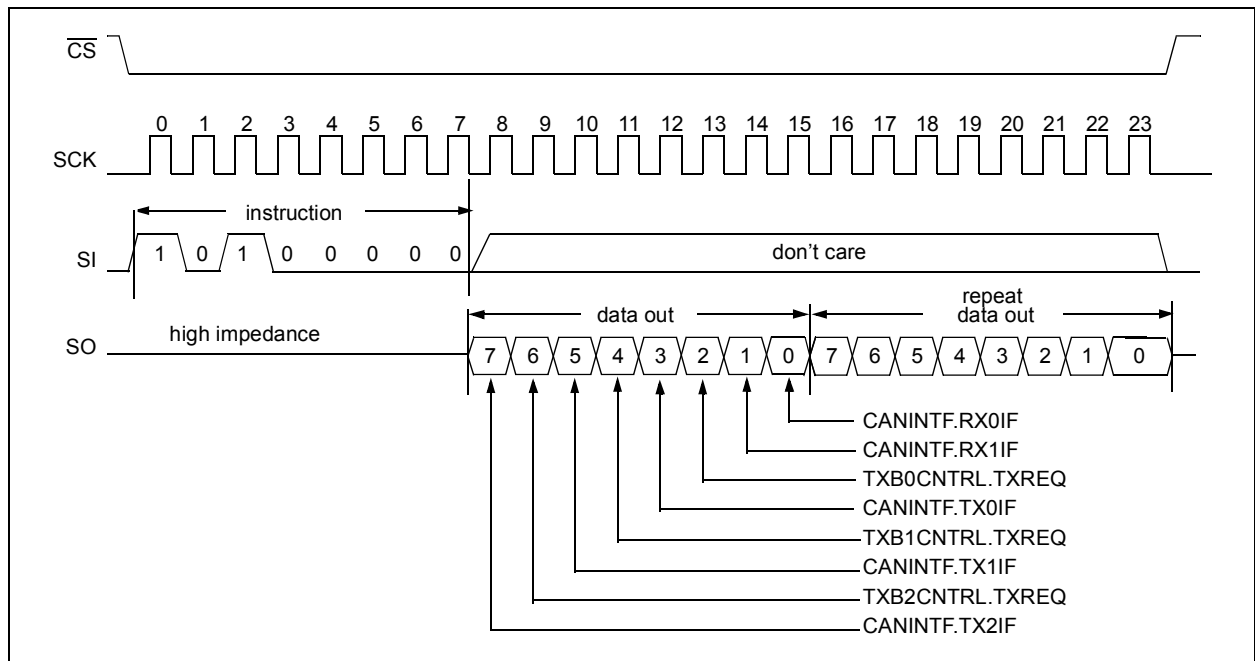 CS
0 1 2 3 4 5 6 7 8 9 10 11 12 13 14 15 16 17 18 19 20 21 22 23
SCK
instruction
SI 1 0 1 0 0 0 0 0 don't care
repeat
data out data out
high impedance
SO 7 6 5 4 3 2 1 0 7 6 5 4 3 2 1 0
CANINTF.RX0IF
CANINTF.RX1IF
TXB0CNTRL.TXREQ
CANINTF.TX0IF
TXB1CNTRL.TXREQ
CANINTF.TX1IF
TXB2CNTRL.TXREQ
CANINTF.TX2IF